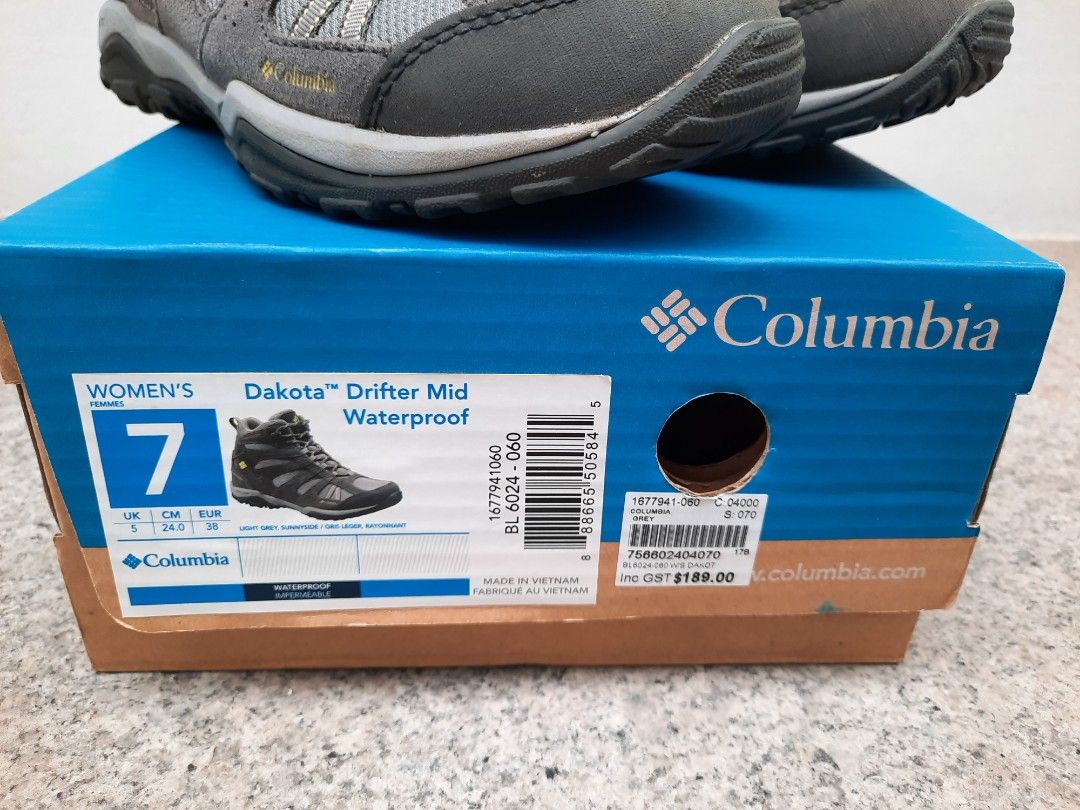 Columbia
Columbia
WOMEN'S
FEMMES
7
UK CM EUR
5 24.0 38
Dakota™ Drifter Mid
Waterproof
LIGHT GREY, SUNNYSIDE / GRIS LÉGER, RAYONNANT
Columbia
WATERPROOF
IMPERMÉABLE
MADE IN VIETNAM
FABRIQUÉ AU VIETNAM
1677941060
BL 6024 - 060
8 88665 50584 5
1677941-060 C: 04000
COLUMBIA S: 070
GREY
756602404070 178
BL6024-060 W'S DAKOT
Inc GST $189.00
.columbia.com